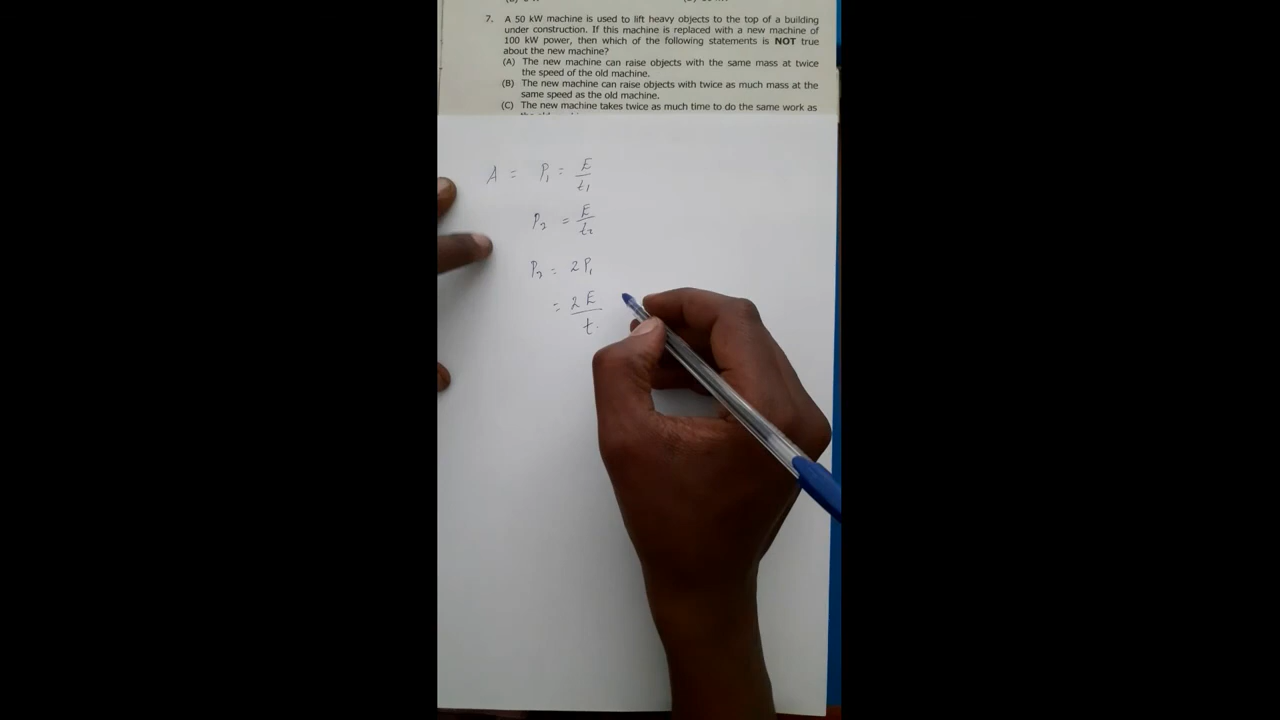 7. A 50 kW machine is used to lift heavy objects to the top of a building
under construction. If this machine is replaced with a new machine of
100 kW power, then which of the following statements is NOT true
about the new machine?
(A) The new machine can raise objects with the same mass at twice
the speed of the old machine.
(B) The new machine can raise objects with twice as much mass at the
same speed as the old machine.
(C) The new machine takes twice as much time to do the same work as
A = P₁ = E/t₁
P₂ = E/t₂
P₂ = 2P₁
= 2E/t